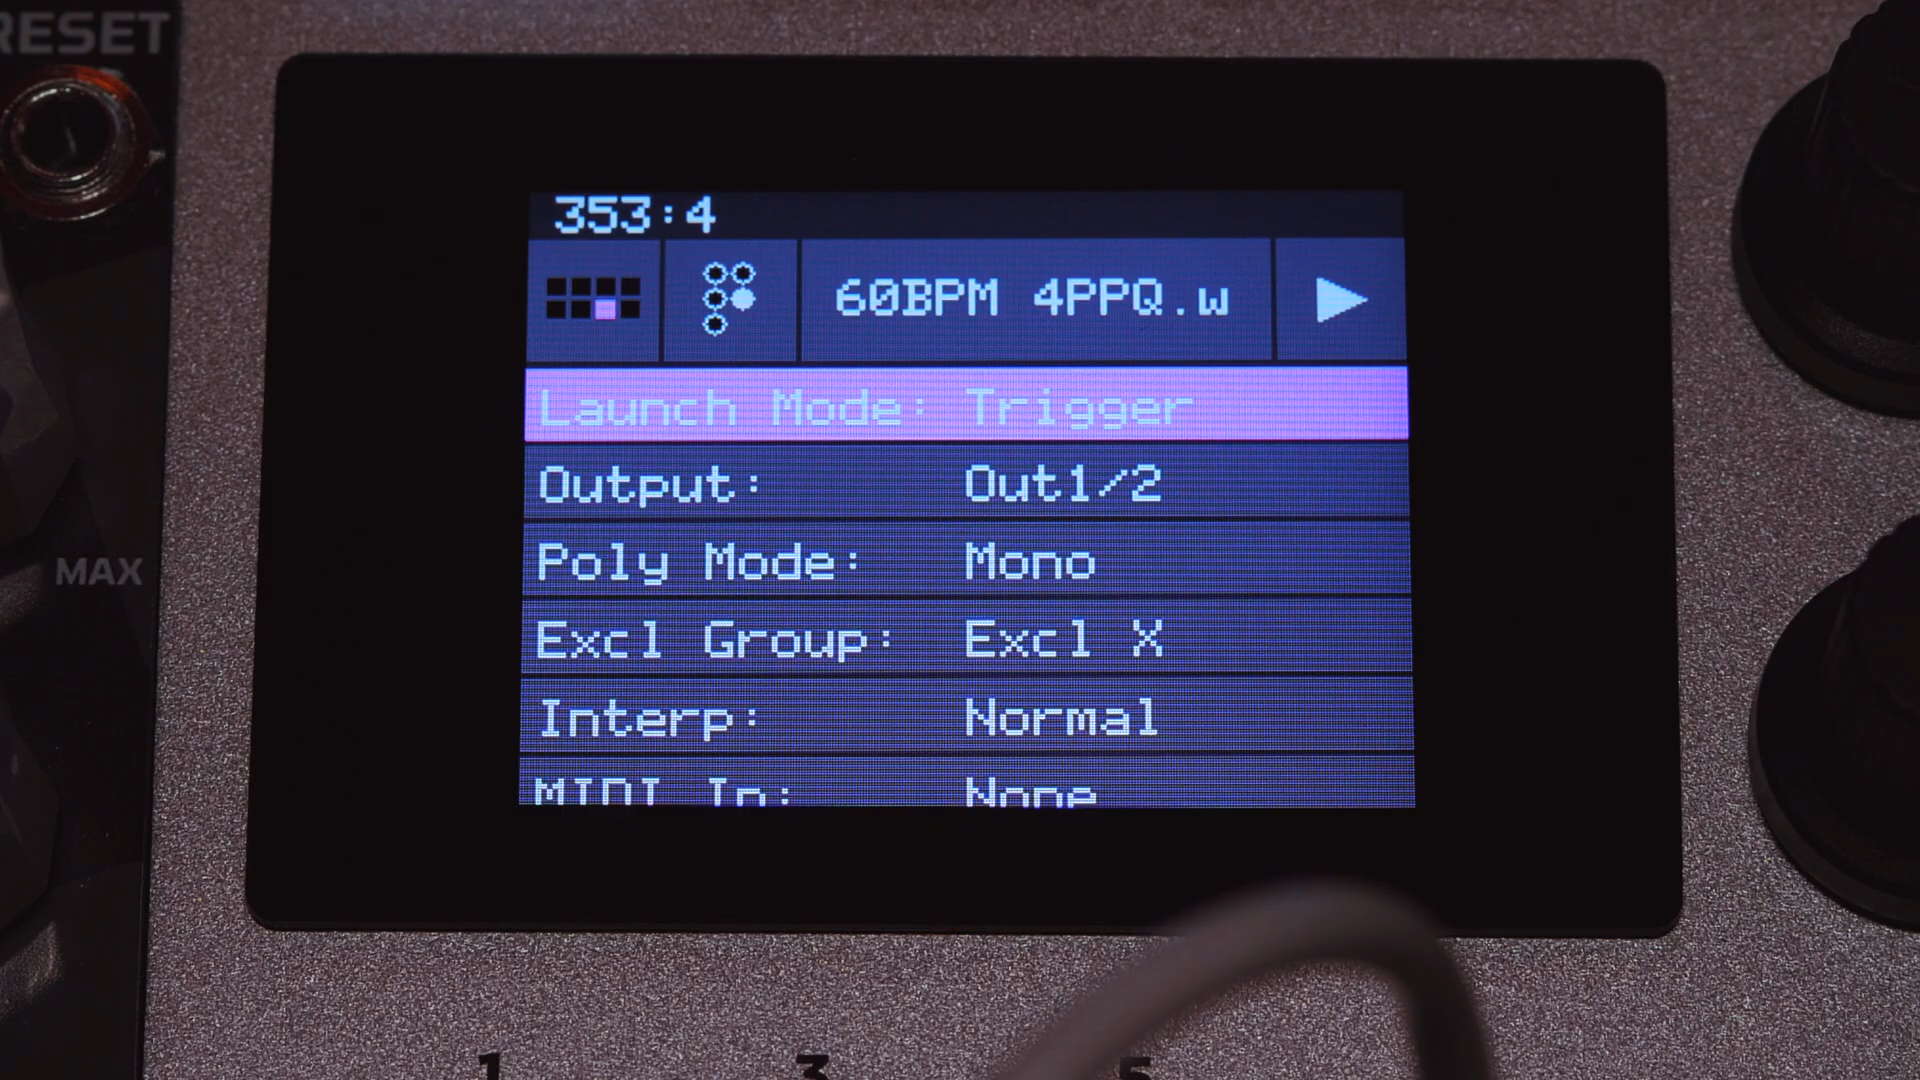 RESET
353:4
60BPM 4PPQ.w
Launch Mode: Trigger
Output: Out1/2
Poly Mode: Mono
MAX
Excl Group: Excl X
Interp: Normal
MIDI In: None
1 3 5